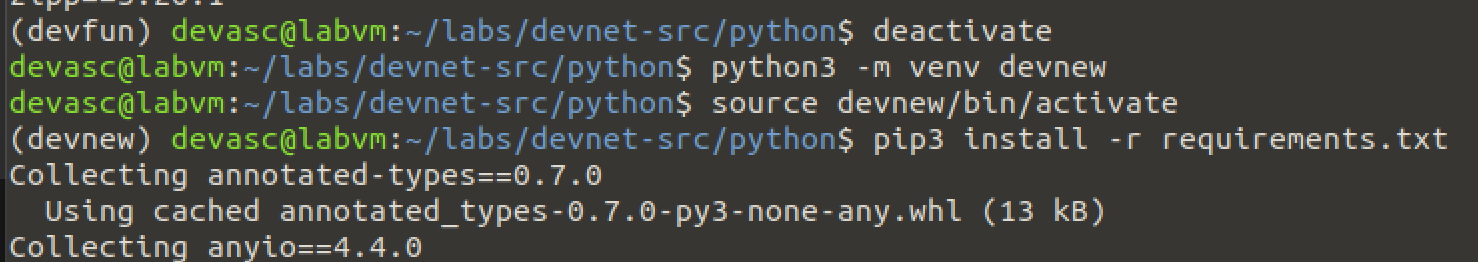 (devfun) devasc@labvm:~/labs/devnet-src/python$ deactivate
devasc@labvm:~/labs/devnet-src/python$ python3 -m venv devnew
devasc@labvm:~/labs/devnet-src/python$ source devnew/bin/activate
(devnew) devasc@labvm:~/labs/devnet-src/python$ pip3 install -r requirements.txt
Collecting annotated-types==0.7.0
  Using cached annotated_types-0.7.0-py3-none-any.whl (13 kB)
Collecting anyio==4.4.0